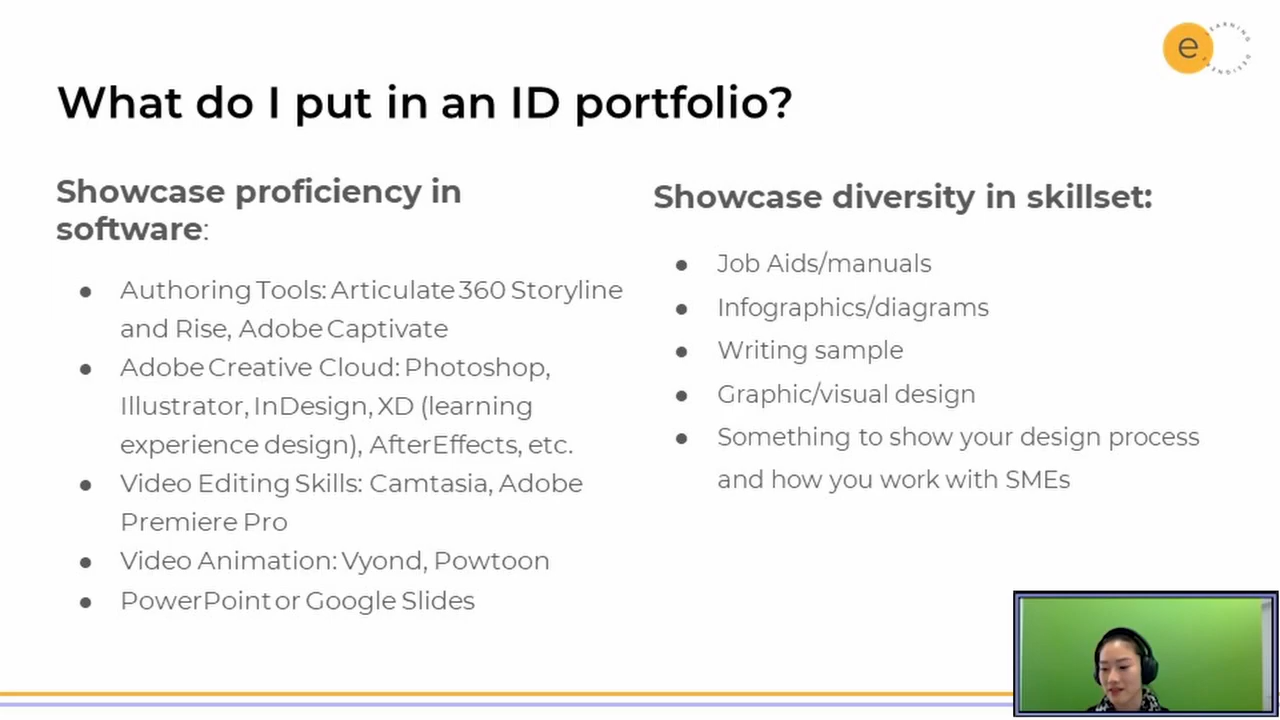 e
LEARNING DESIGNER
What do I put in an ID portfolio?
Showcase proficiency in
software:
● Authoring Tools: Articulate 360 Storyline
and Rise, Adobe Captivate
● Adobe Creative Cloud: Photoshop,
Illustrator, InDesign, XD (learning
experience design), AfterEffects, etc.
● Video Editing Skills: Camtasia, Adobe
Premiere Pro
● Video Animation: Vyond, Powtoon
● PowerPoint or Google Slides
Showcase diversity in skillset:
● Job Aids/manuals
● Infographics/diagrams
● Writing sample
● Graphic/visual design
● Something to show your design process
and how you work with SMEs